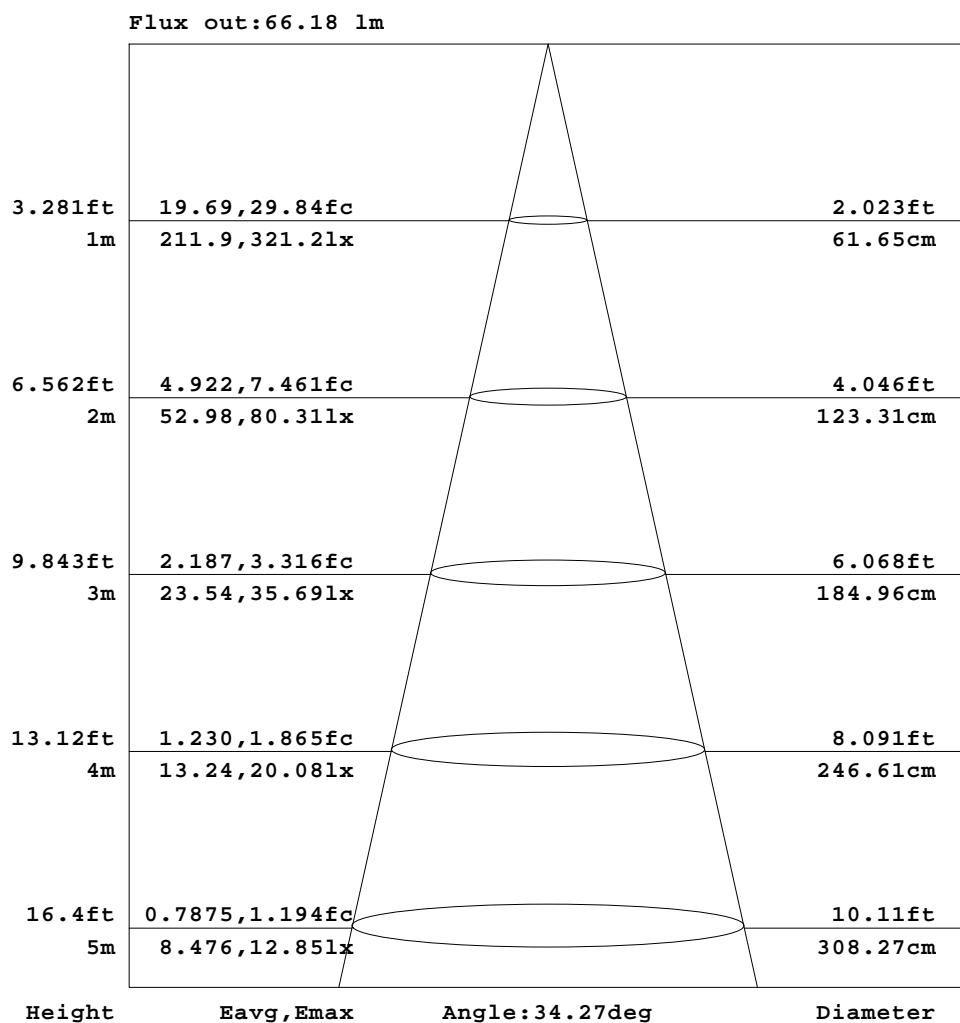 Flux out:66.18 lm
3.281ft 19.69,29.84fc 2.023ft
1m 211.9,321.2lx 61.65cm
6.562ft 4.922,7.461fc 4.046ft
2m 52.98,80.31lx 123.31cm
9.843ft 2.187,3.316fc 6.068ft
3m 23.54,35.69lx 184.96cm
13.12ft 1.230,1.865fc 8.091ft
4m 13.24,20.08lx 246.61cm
16.4ft 0.7875,1.194fc 10.11ft
5m 8.476,12.85lx 308.27cm
Height Eavg,Emax Angle:34.27deg Diameter